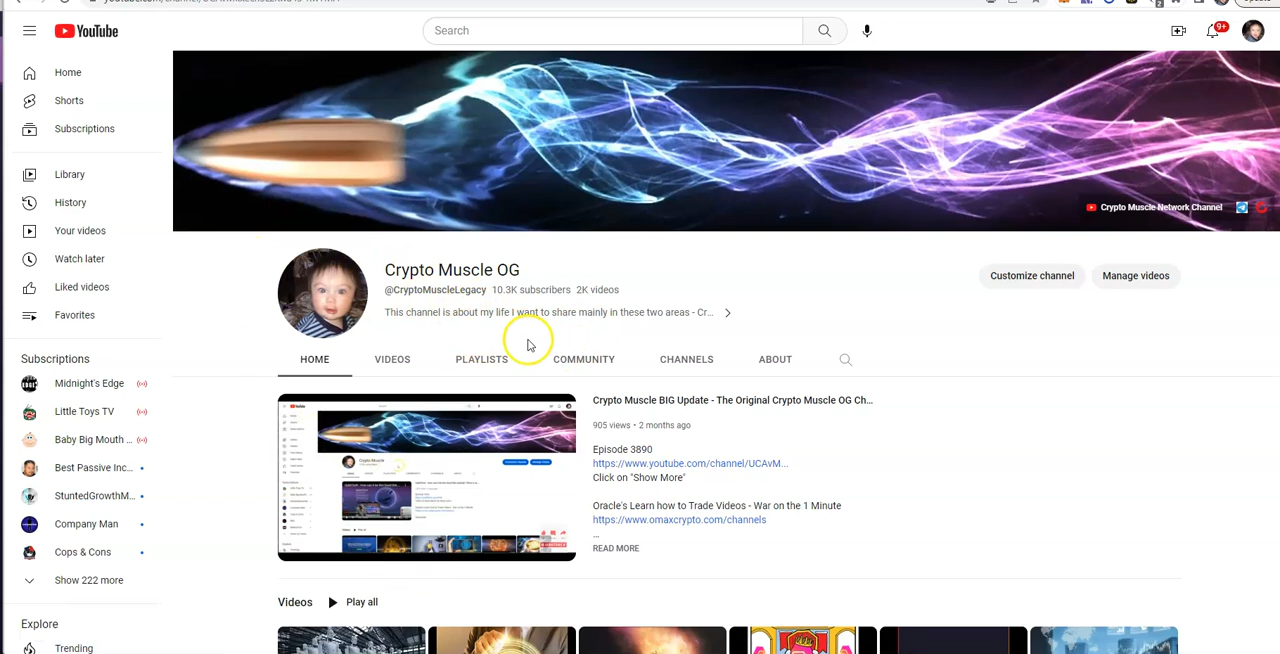 YouTube
Search
9+
Home
Shorts
Subscriptions
Library
History
Your videos
Watch later
Liked videos
Favorites
Subscriptions
Midnight's Edge
Little Toys TV
Baby Big Mouth ...
Best Passive Inc...
StuntedGrowthM...
Company Man
Cops & Cons
Show 222 more
Explore
Trending
Crypto Muscle Network Channel
Crypto Muscle OG
@CryptoMuscleLegacy 10.3K subscribers 2K videos
This channel is about my life I want to share mainly in these two areas - Cr...
Customize channel
Manage videos
HOME VIDEOS PLAYLISTS COMMUNITY CHANNELS ABOUT
Crypto Muscle BIG Update - The Original Crypto Muscle OG Ch...
905 views • 2 months ago
Episode 3890
https://www.youtube.com/channel/UCAvM...
Click on "Show More"
Oracle's Learn how to Trade Videos - War on the 1 Minute
https://www.omaxcrypto.com/channels
...
READ MORE
Videos Play all